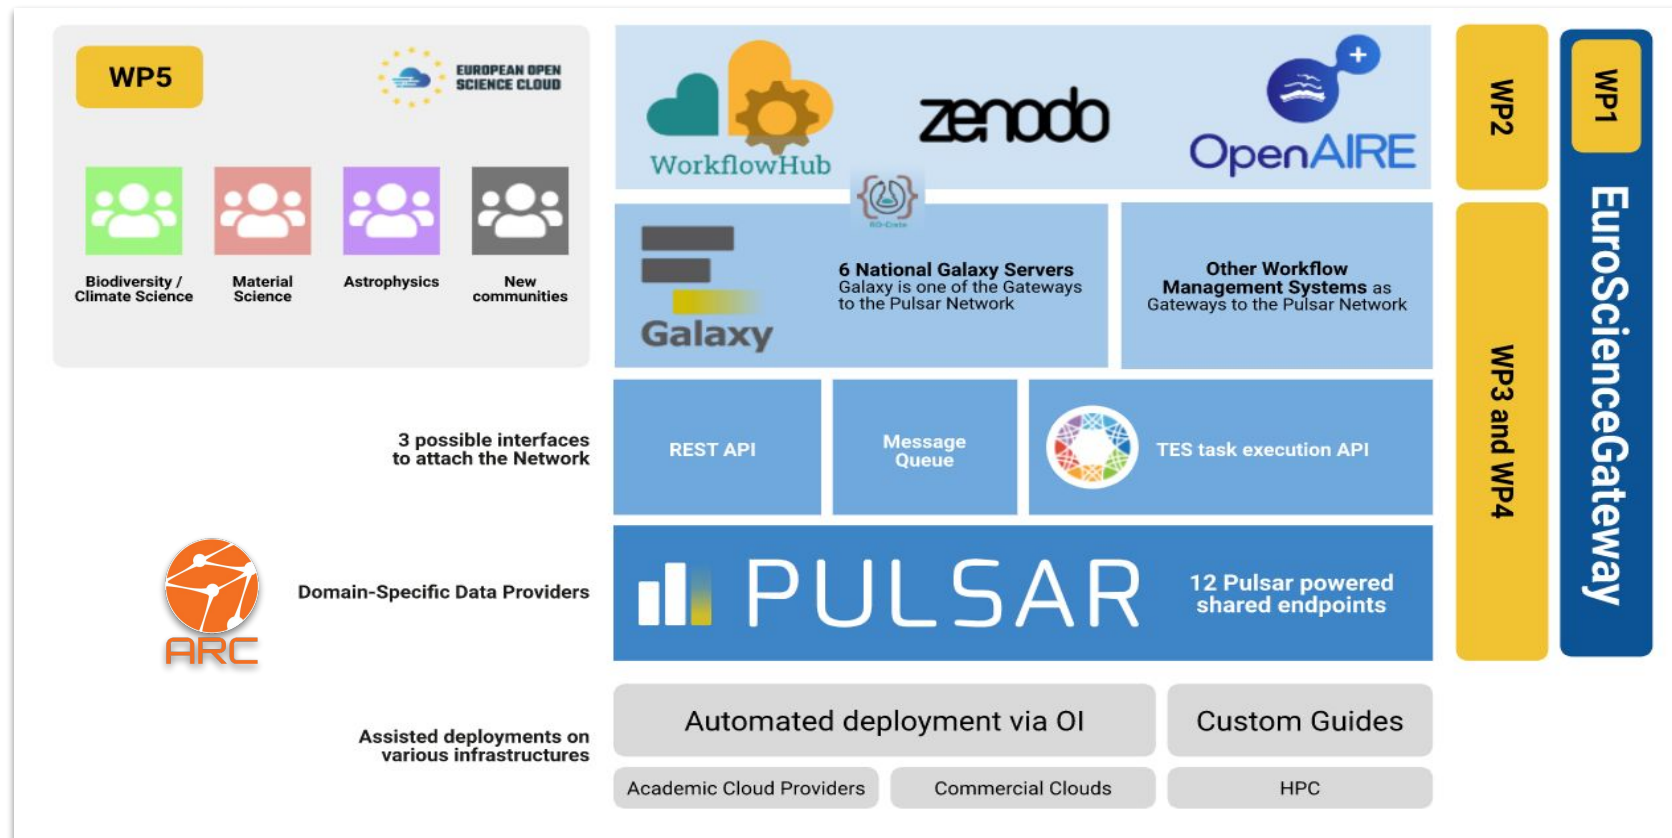 WP5
EUROPEAN OPEN
SCIENCE CLOUD
Biodiversity /
Climate Science
Material
Science
Astrophysics
New
communities
WorkflowHub
zenodo
OpenAIRE
WP2
WP1
EuroScienceGateway
RO-Crate
Galaxy
6 National Galaxy Servers
Galaxy is one of the Gateways
to the Pulsar Network
Other Workflow
Management Systems as
Gateways to the Pulsar Network
WP3 and WP4
3 possible interfaces
to attach the Network
REST API
Message
Queue
TES task execution API
ARC
Domain-Specific Data Providers
PULSAR
12 Pulsar powered
shared endpoints
Assisted deployments on
various infrastructures
Automated deployment via OI
Custom Guides
Academic Cloud Providers
Commercial Clouds
HPC